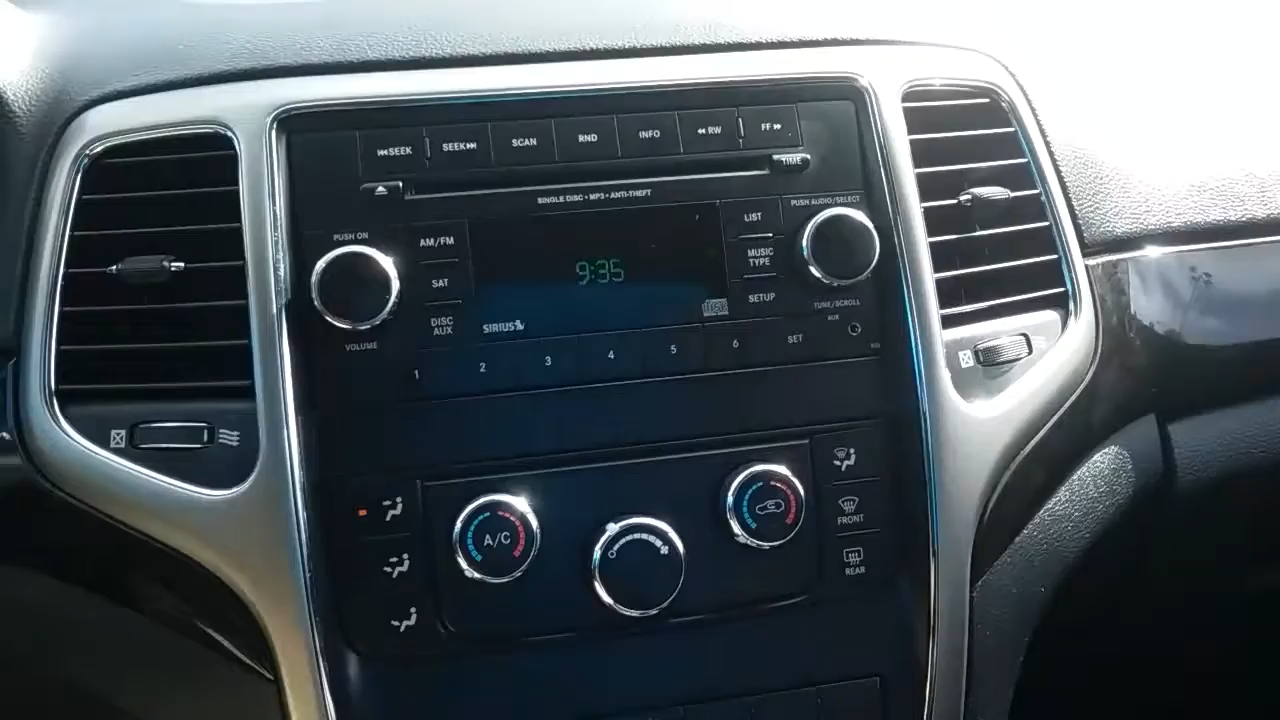 SEEK
SEEK
SCAN
RND
INFO
RW
FF
TIME
SINGLE DISC • MP3 • ANTI-THEFT
PUSH ON
VOLUME
AM/FM
SAT
DISC
AUX
9:35
SIRIUS
LIST
MUSIC
TYPE
SETUP
PUSH AUDIO/SELECT
TUNE/SCROLL
AUX
1
2
3
4
5
6
SET
A/C
FRONT
REAR